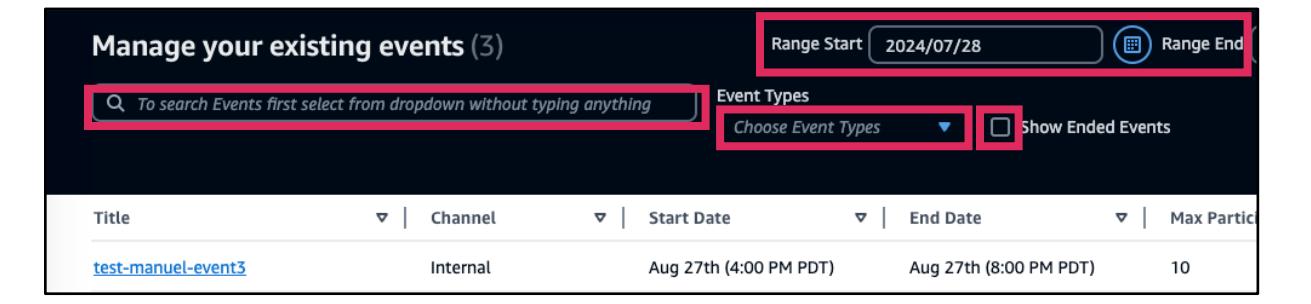 Manage your existing events (3)
Range Start 2024/07/28 Range End
To search Events first select from dropdown without typing anything
Event Types
Choose Event Types
Show Ended Events
Title Channel Start Date End Date Max Partici
test-manuel-event3 Internal Aug 27th (4:00 PM PDT) Aug 27th (8:00 PM PDT) 10